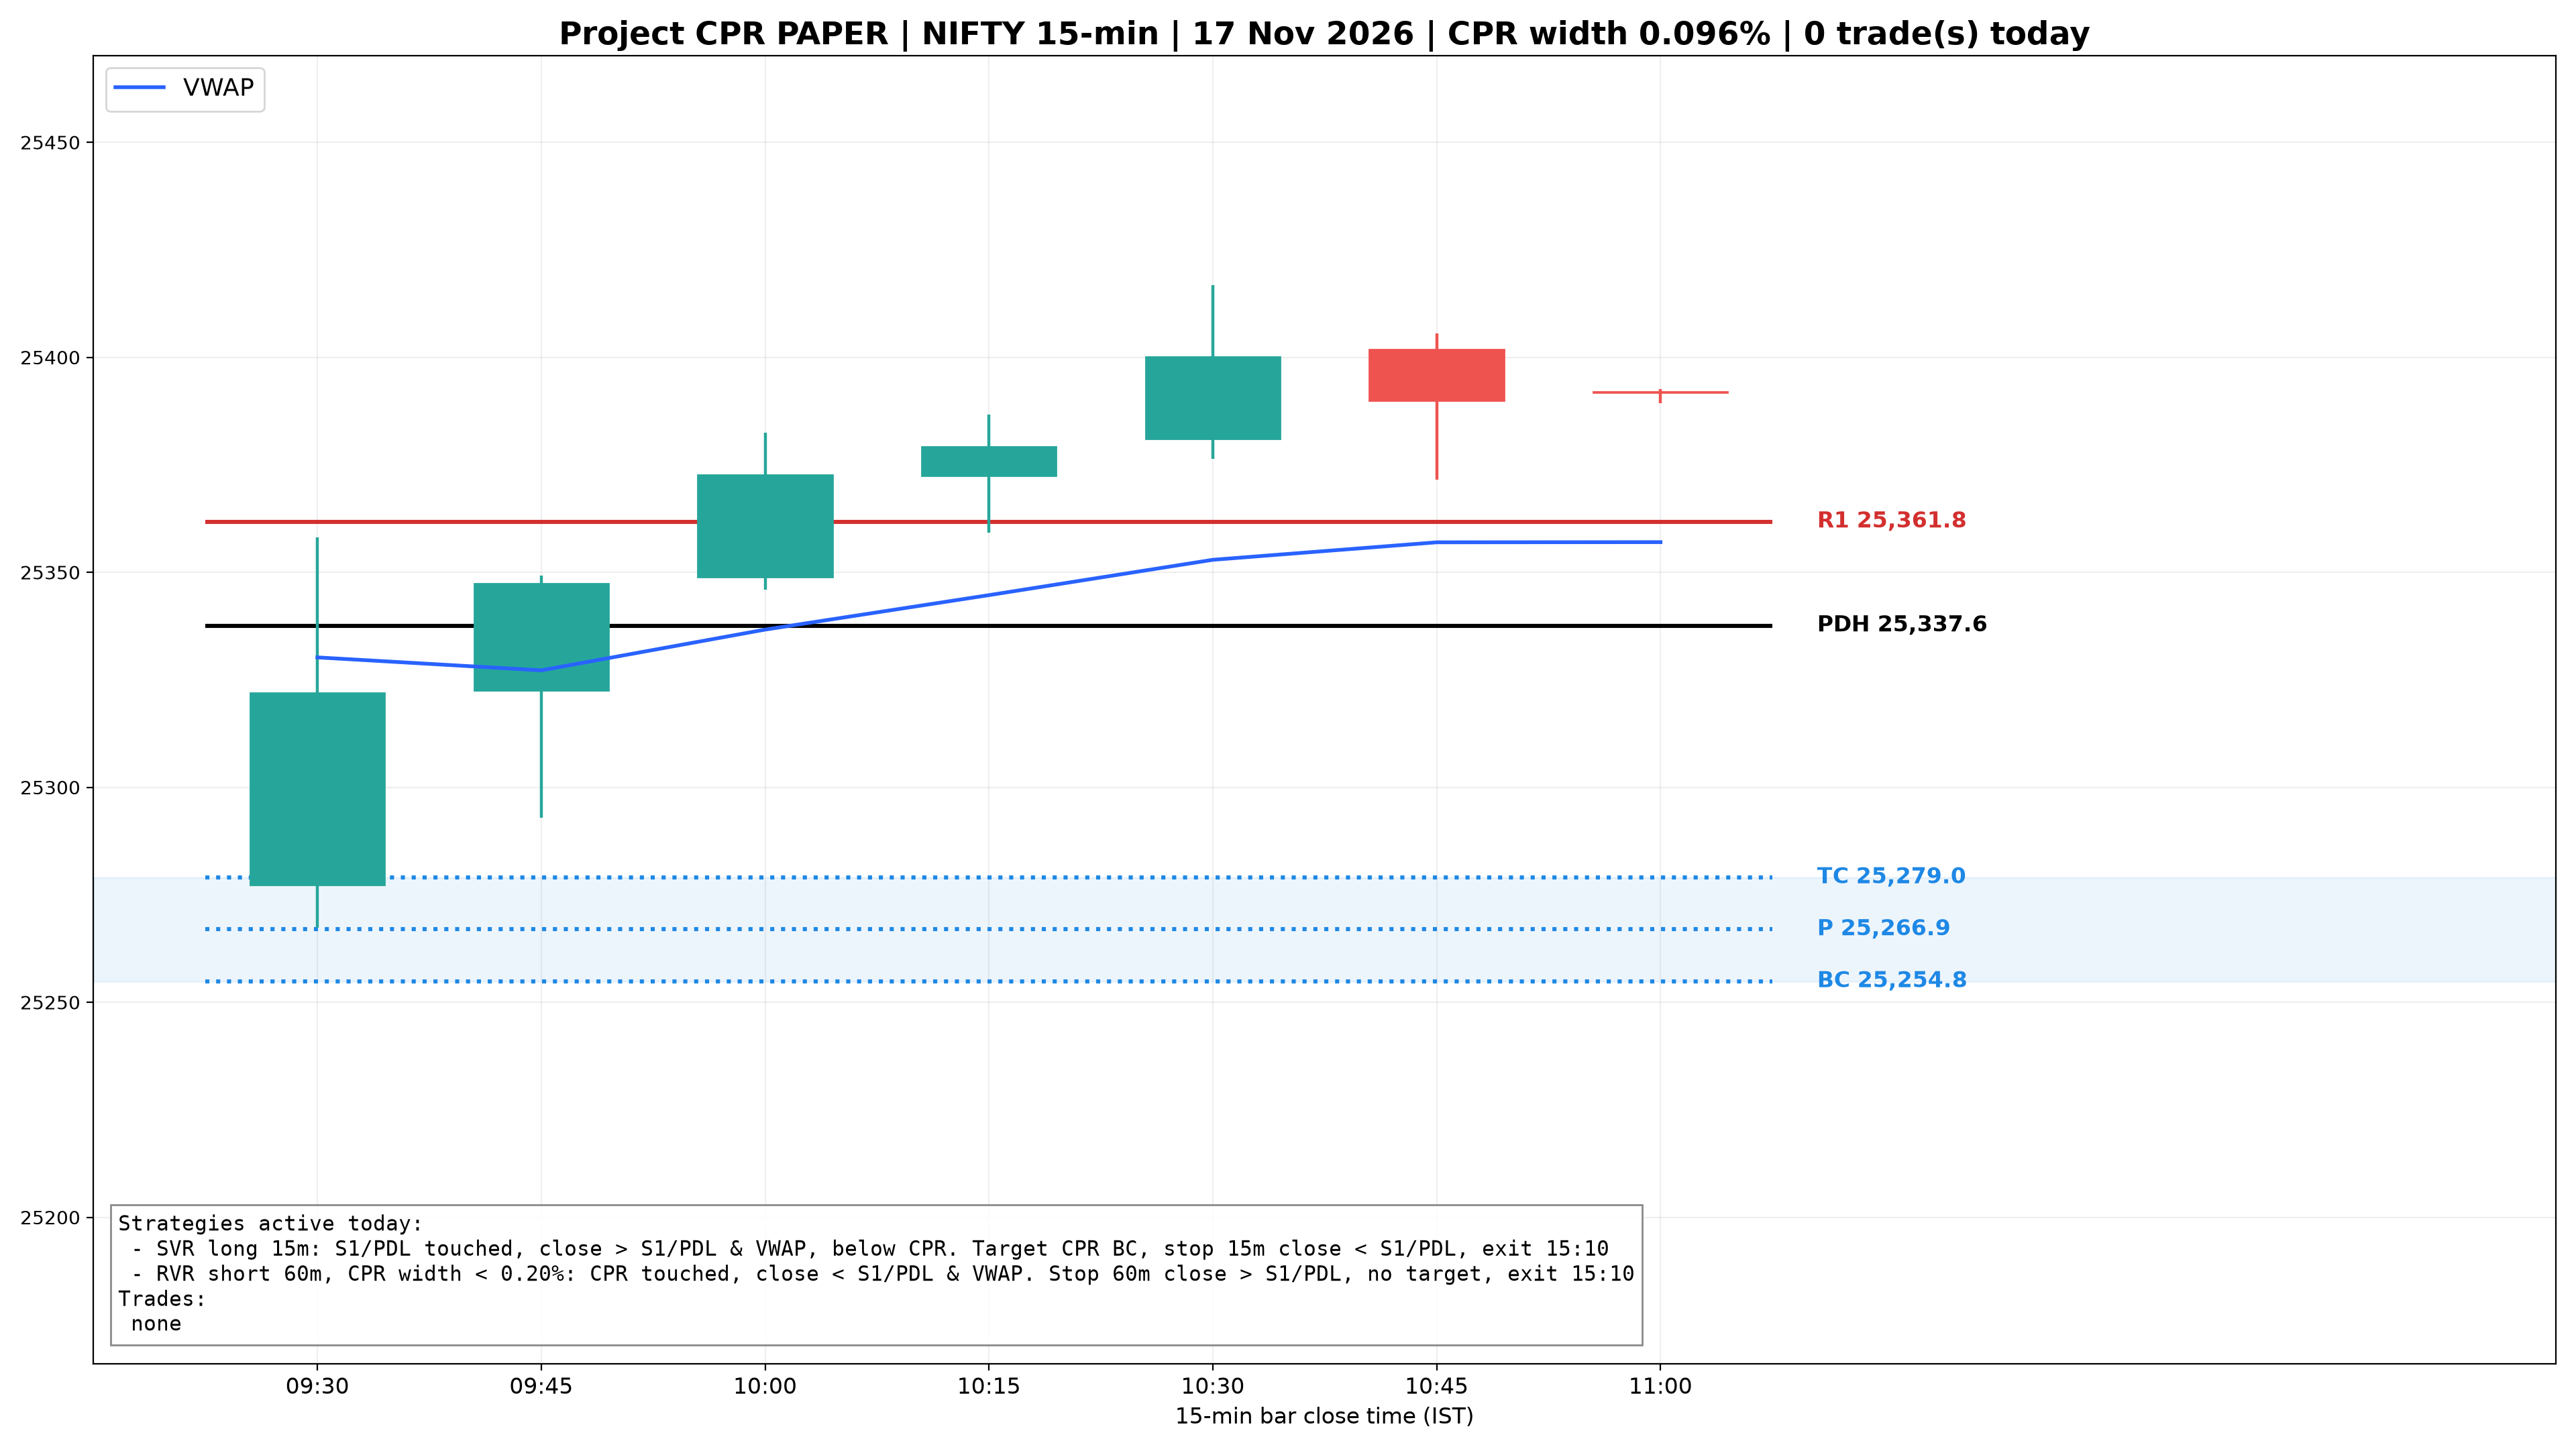 Project CPR PAPER | NIFTY 15-min | 17 Nov 2026 | CPR width 0.096% | 0 trade(s) today
VWAP
25450
25400
25350
25300
25250
25200
R1 25,361.8
PDH 25,337.6
TC 25,279.0
P 25,266.9
BC 25,254.8
Strategies active today:
- SVR long 15m: S1/PDL touched, close > S1/PDL & VWAP, below CPR. Target CPR BC, stop 15m close < S1/PDL, exit 15:10
- RVR short 60m, CPR width < 0.20%: CPR touched, close < S1/PDL & VWAP. Stop 60m close > S1/PDL, no target, exit 15:10
Trades:
none
09:30 09:45 10:00 10:15 10:30 10:45 11:00
15-min bar close time (IST)